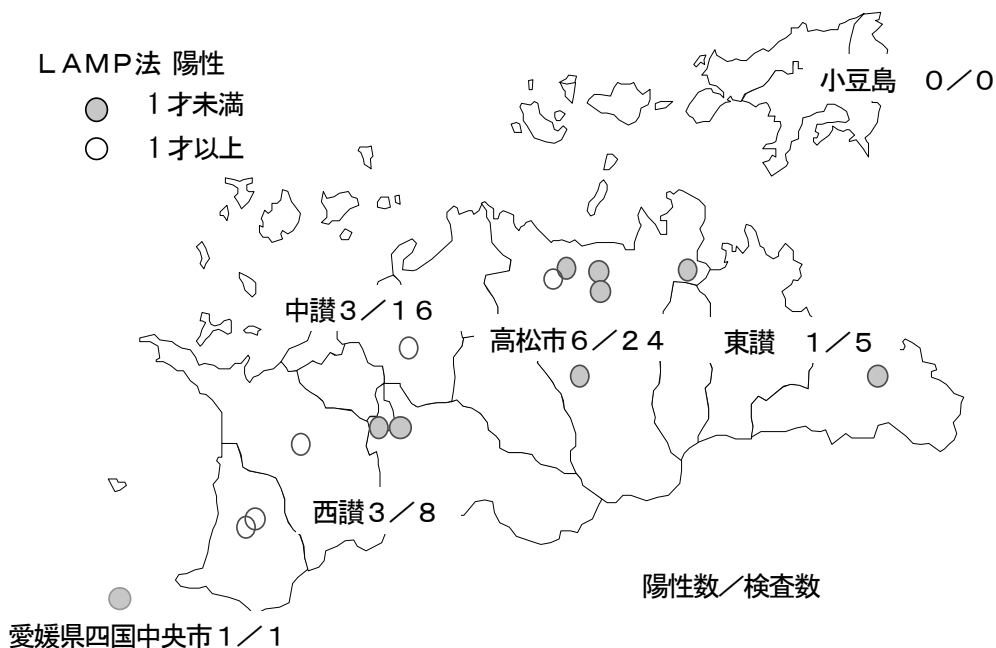 ＬＡＭＰ法 陽性
１才未満
１才以上
小豆島　０／０
中讃３／１６
高松市６／２４
東讃　１／５
西讃３／８
陽性数／検査数
愛媛県四国中央市１／１